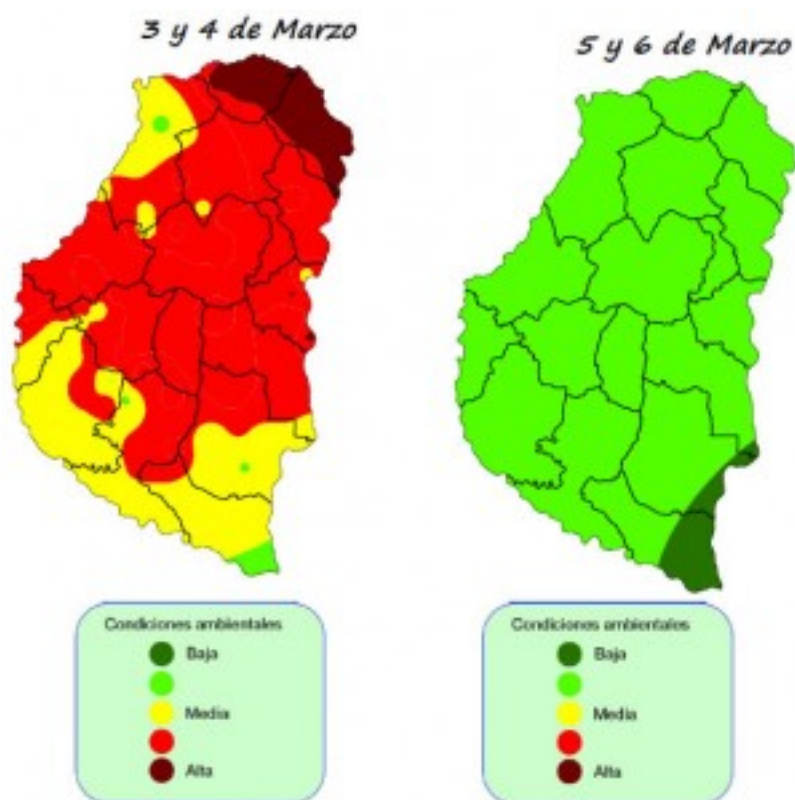 3 y 4 de Marzo
5 y 6 de Marzo
Condiciones ambientales
Baja
Media
Alta
Condiciones ambientales
Baja
Media
Alta